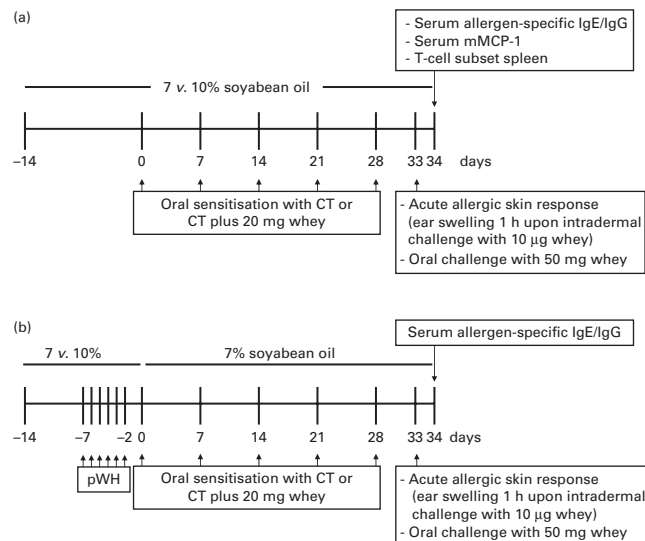 (a)
- Serum allergen-specific IgE/IgG
- Serum mMCP-1
- T-cell subset spleen
7 v. 10% soyabean oil
–14 0 7 14 21 28 33 34 days
Oral sensitisation with CT or
CT plus 20 mg whey
- Acute allergic skin response
(ear swelling 1 h upon intradermal
challenge with 10 μg whey)
- Oral challenge with 50 mg whey
(b)
Serum allergen-specific IgE/IgG
7 v. 10% 7% soyabean oil
–14 –7 –2 0 7 14 21 28 33 34 days
pWH
Oral sensitisation with CT or
CT plus 20 mg whey
- Acute allergic skin response
(ear swelling 1 h upon intradermal
challenge with 10 μg whey)
- Oral challenge with 50 mg whey